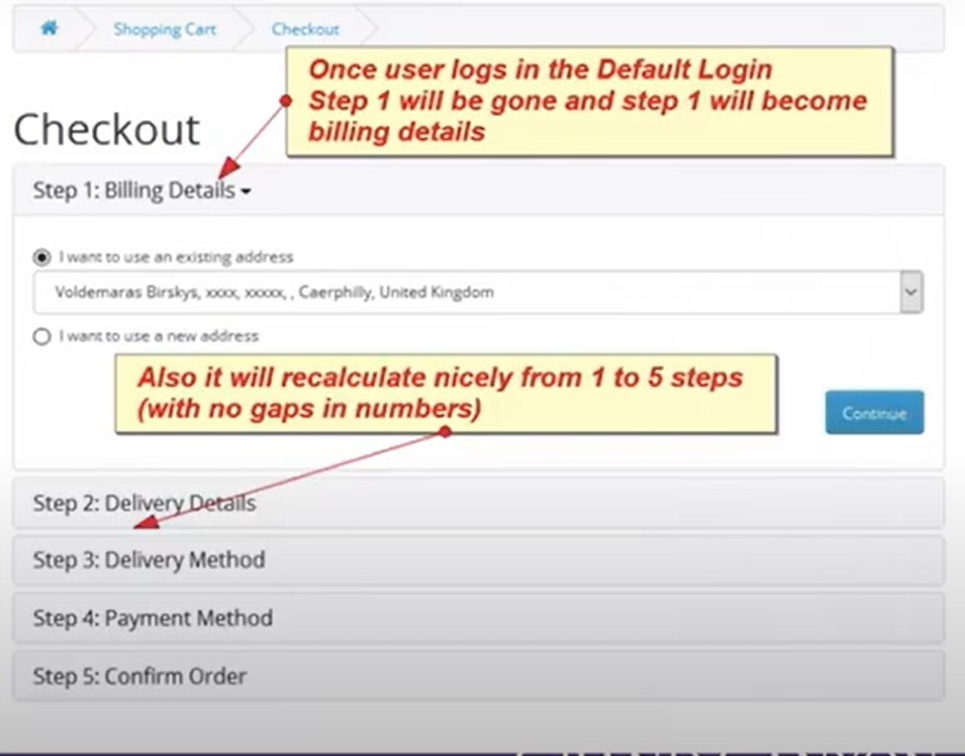 Shopping Cart
Checkout
Once user logs in the Default Login
Step 1 will be gone and step 1 will become
billing details
Checkout
Step 1: Billing Details
I want to use an existing address
Voldemaras Birskys, xxxx, xxxxx, , Caerphilly, United Kingdom
I want to use a new address
Also it will recalculate nicely from 1 to 5 steps
(with no gaps in numbers)
Continue
Step 2: Delivery Details
Step 3: Delivery Method
Step 4: Payment Method
Step 5: Confirm Order